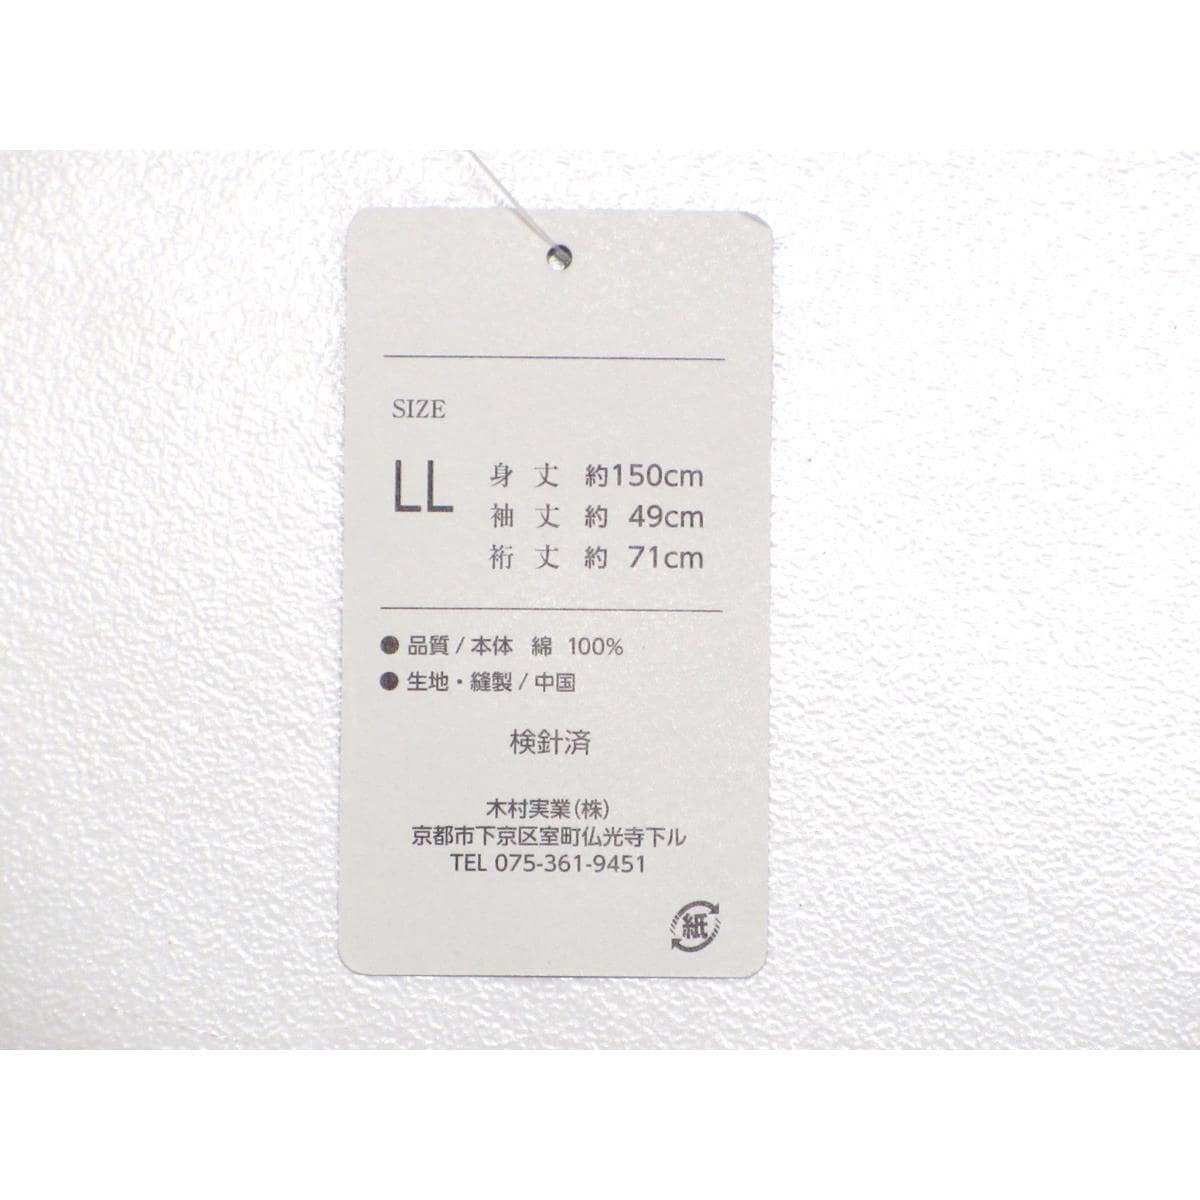 SIZE
LL
身丈 約150cm
袖丈 約 49cm
裄丈 約 71cm
● 品質/本体 綿 100%
● 生地・縫製/中国
検針済
木村実業(株)
京都市下京区室町仏光寺下ル
TEL 075-361-9451
紙